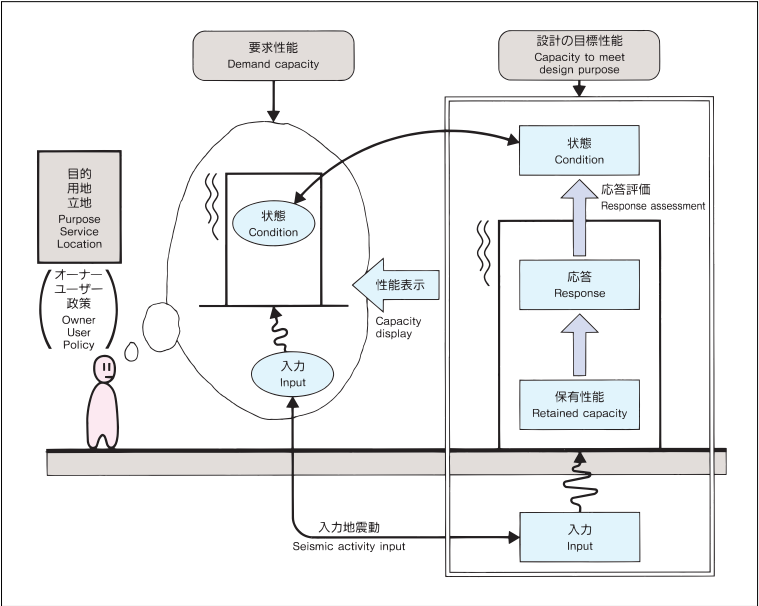 要求性能
Demand capacity
設計の目標性能
Capacity to meet
design purpose
目的
用地
立地
Purpose
Service
Location
オーナー
ユーザー
政策
Owner
User
Policy
状態
Condition
入力
Input
性能表示
Capacity
display
状態
Condition
応答評価
Response assessment
応答
Response
保有性能
Retained capacity
入力地震動
Seismic activity input
入力
Input